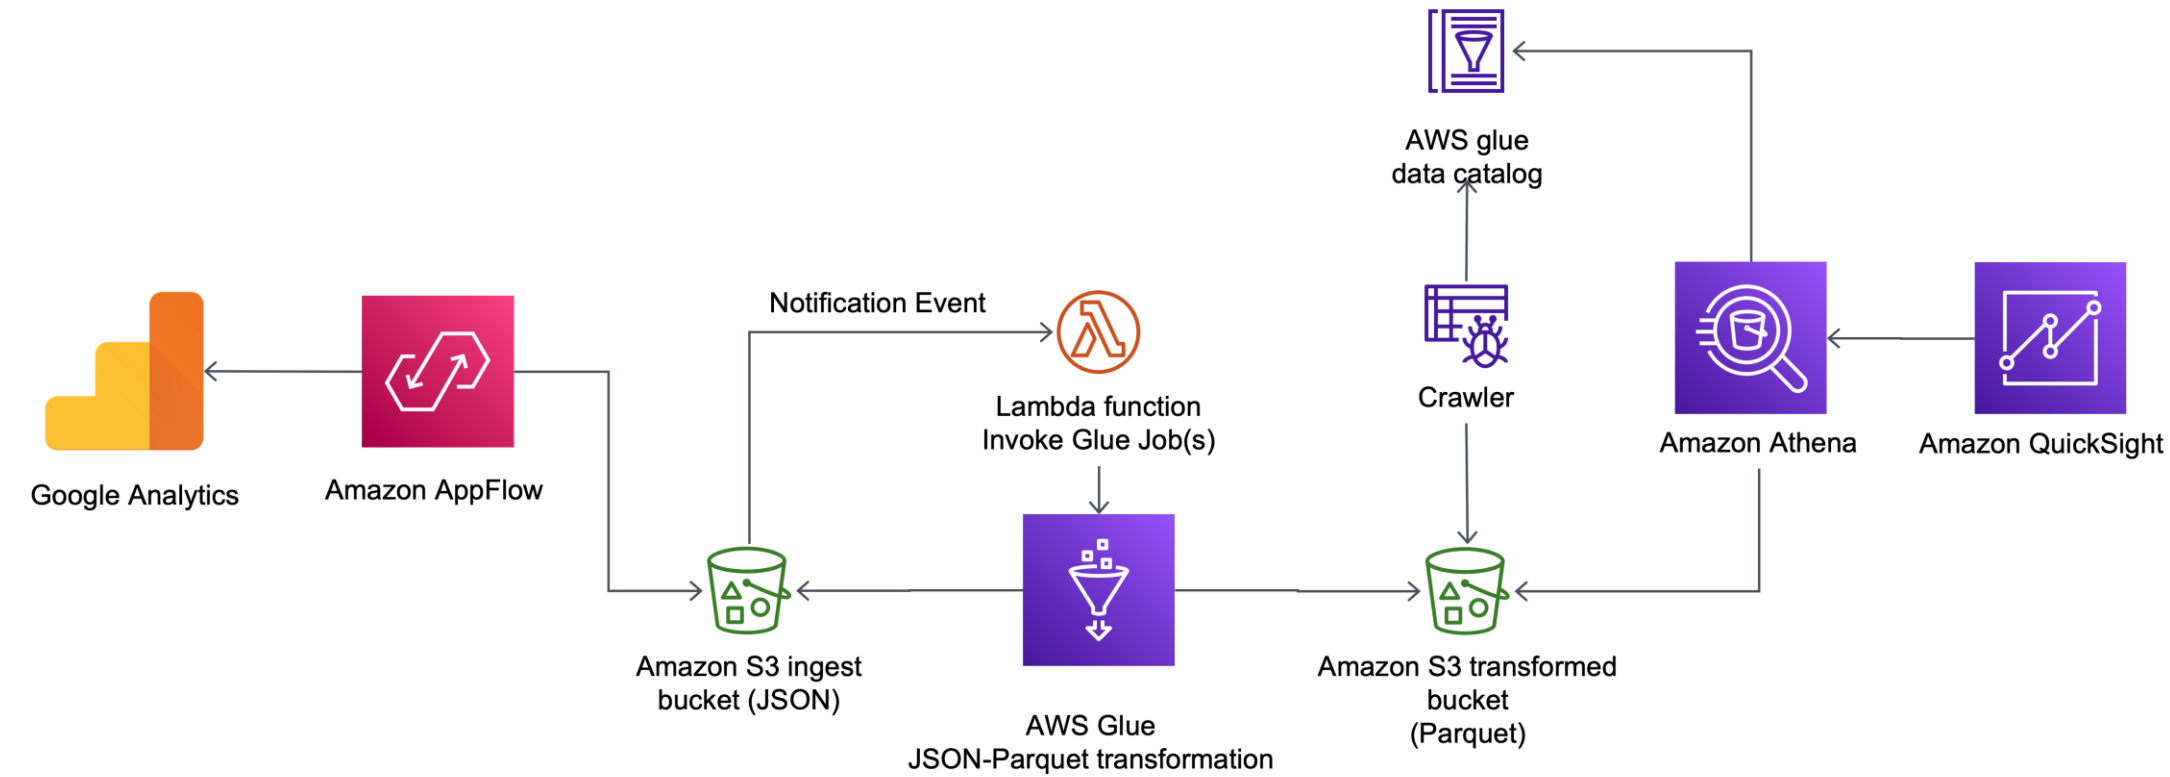 AWS glue
data catalog
Notification Event
Lambda function
Invoke Glue Job(s)
Crawler
Amazon Athena
Amazon QuickSight
Google Analytics
Amazon AppFlow
Amazon S3 ingest
bucket (JSON)
AWS Glue
JSON-Parquet transformation
Amazon S3 transformed
bucket
(Parquet)